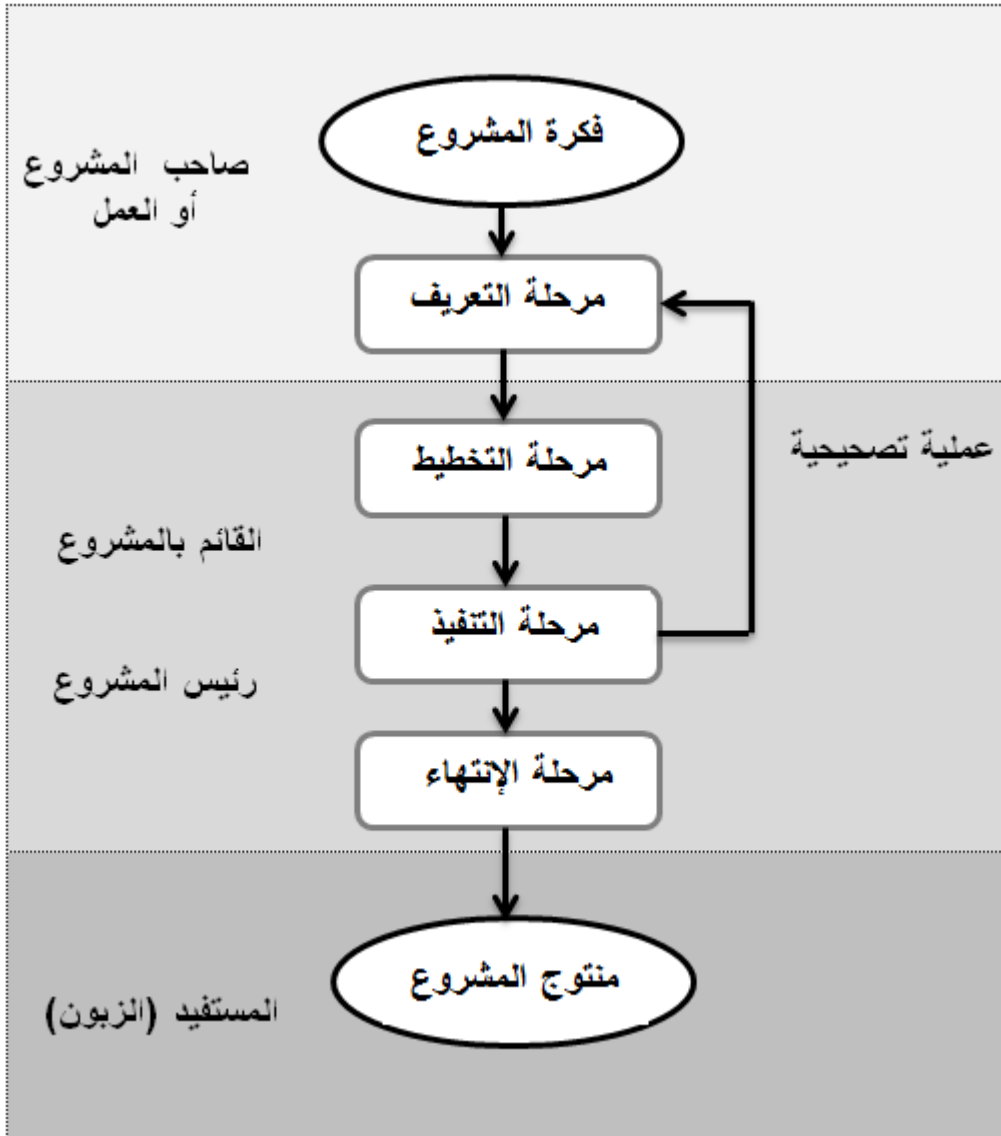 فكرة المشروع
صاحب المشروع
أو العمل
مرحلة التعريف
مرحلة التخطيط
عملية تصحيحية
القائم بالمشروع
مرحلة التنفيذ
رئيس المشروع
مرحلة الإنتهاء
منتوج المشروع
المستفيد (الزبون)